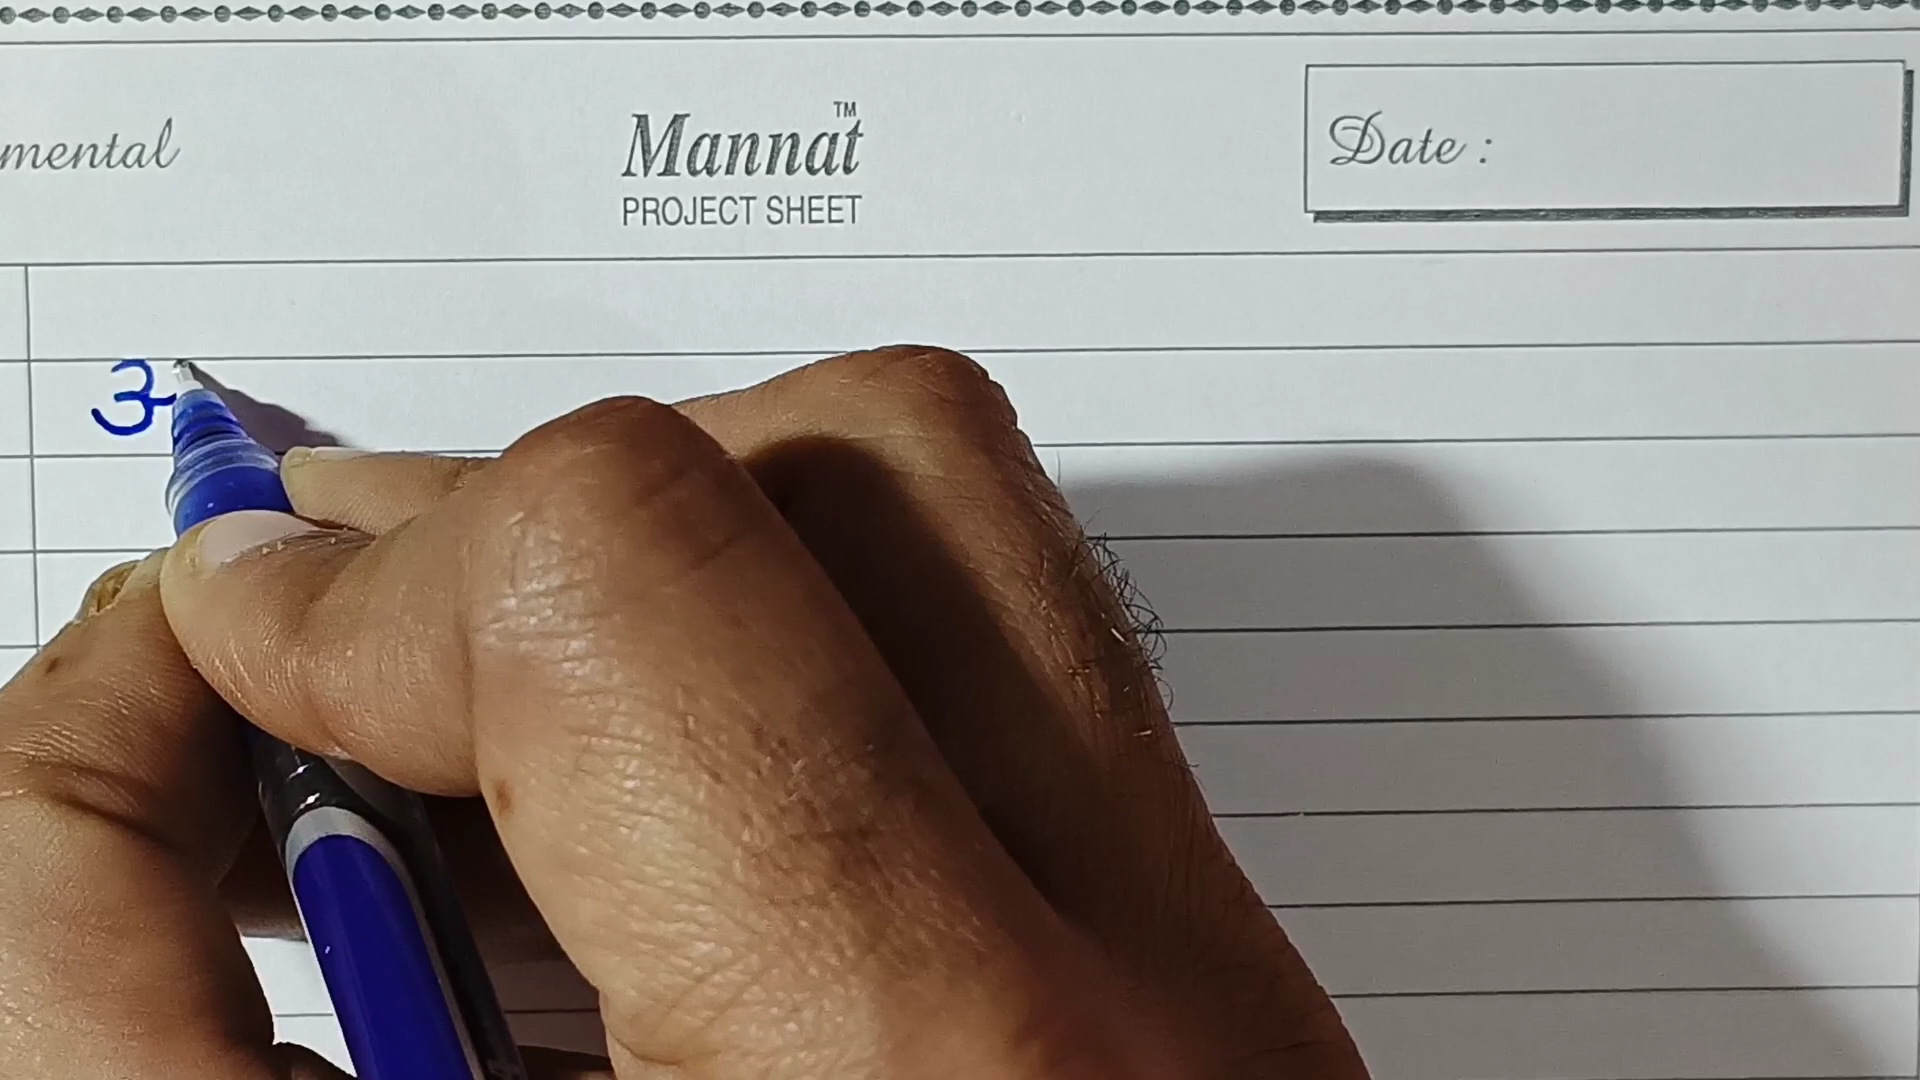 mental
Mannat™
PROJECT SHEET
Date :